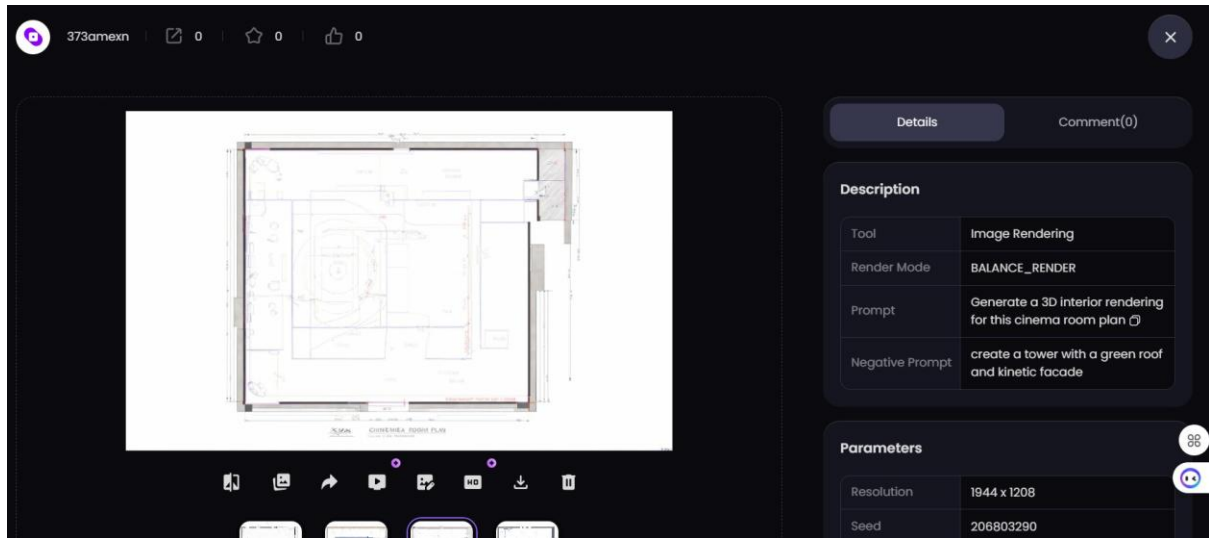 373amexn 0 0 0
Details Comment(0)
Description
Tool Image Rendering
Render Mode BALANCE_RENDER
Prompt Generate a 3D interior rendering
for this cinema room plan
Negative Prompt create a tower with a green roof
and kinetic facade
Parameters
Resolution 1944 x 1208
Seed 206803290
ROOM PLAN
HD